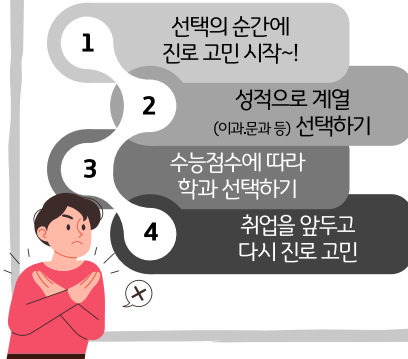 1
선택의 순간에
진로 고민 시작~!
2
성적으로 계열
(이과.문과 등) 선택하기
3
수능점수에 따라
학과 선택하기
4
취업을 앞두고
다시 진로 고민